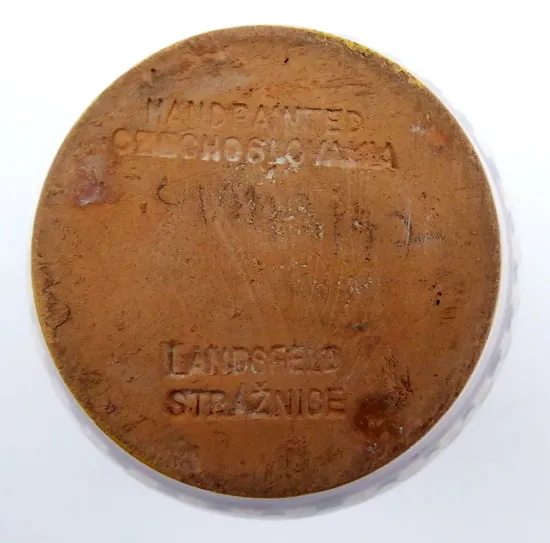 HANDPAINTED
CZECHOSLOVAKIA
LANDSFELD
STRÁŽNICE